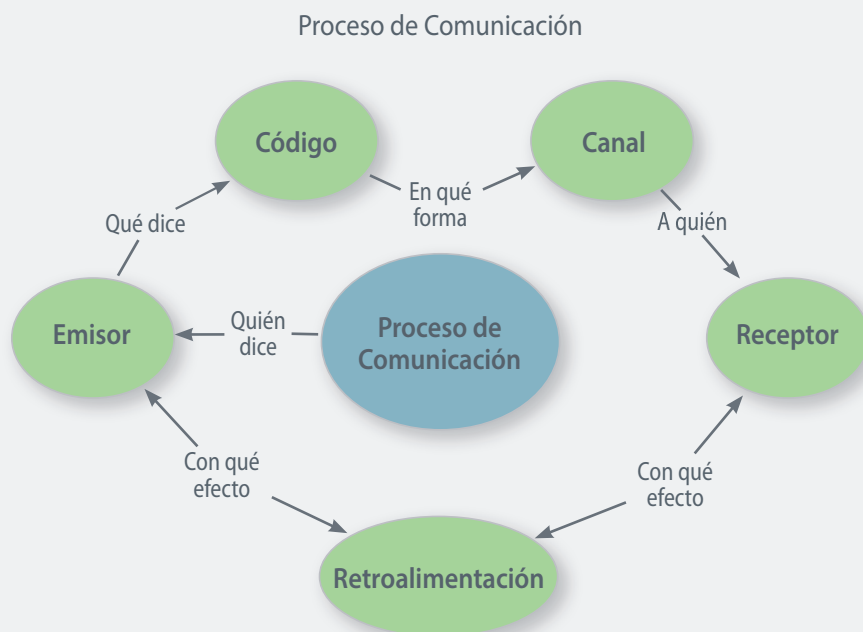 Proceso de Comunicación
Código
Canal
En qué
forma
Qué dice
A quién
Emisor
Quién
dice
Proceso de
Comunicación
Receptor
Con qué
efecto
Con qué
efecto
Retroalimentación